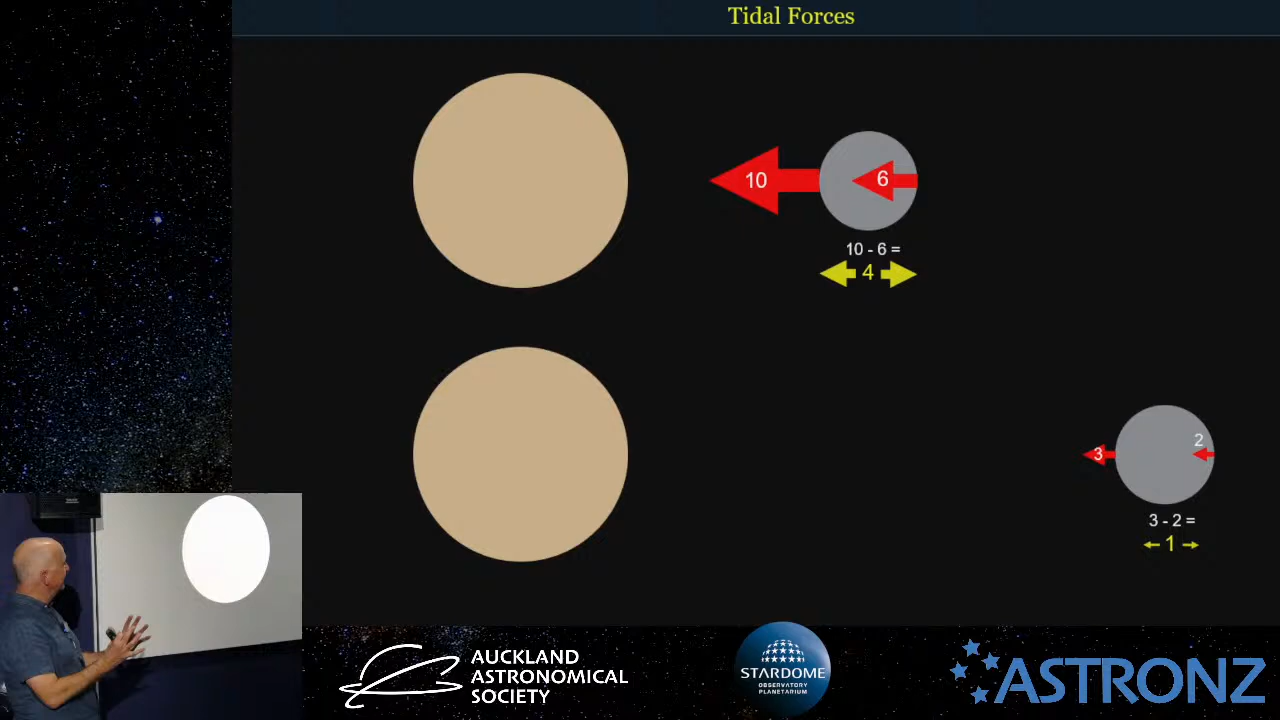 Tidal Forces
10
6
10 - 6 =
4
3
2
3 - 2 =
1
AUCKLAND
ASTRONOMICAL
SOCIETY
STARDOME
OBSERVATORY
PLANETARIUM
ASTRONZ